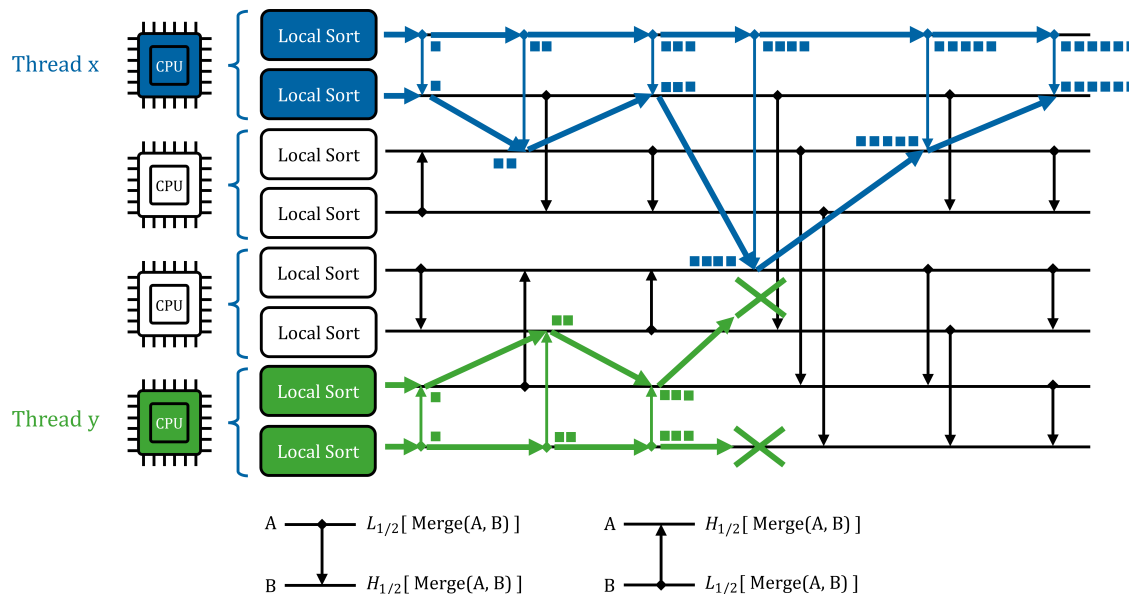 Thread x
CPU
Local Sort
Local Sort
CPU
Local Sort
Local Sort
CPU
Local Sort
Local Sort
Thread y
CPU
Local Sort
Local Sort
A L1/2[ Merge(A, B) ]
B H1/2[ Merge(A, B) ]
A H1/2[ Merge(A, B) ]
B L1/2[ Merge(A, B) ]